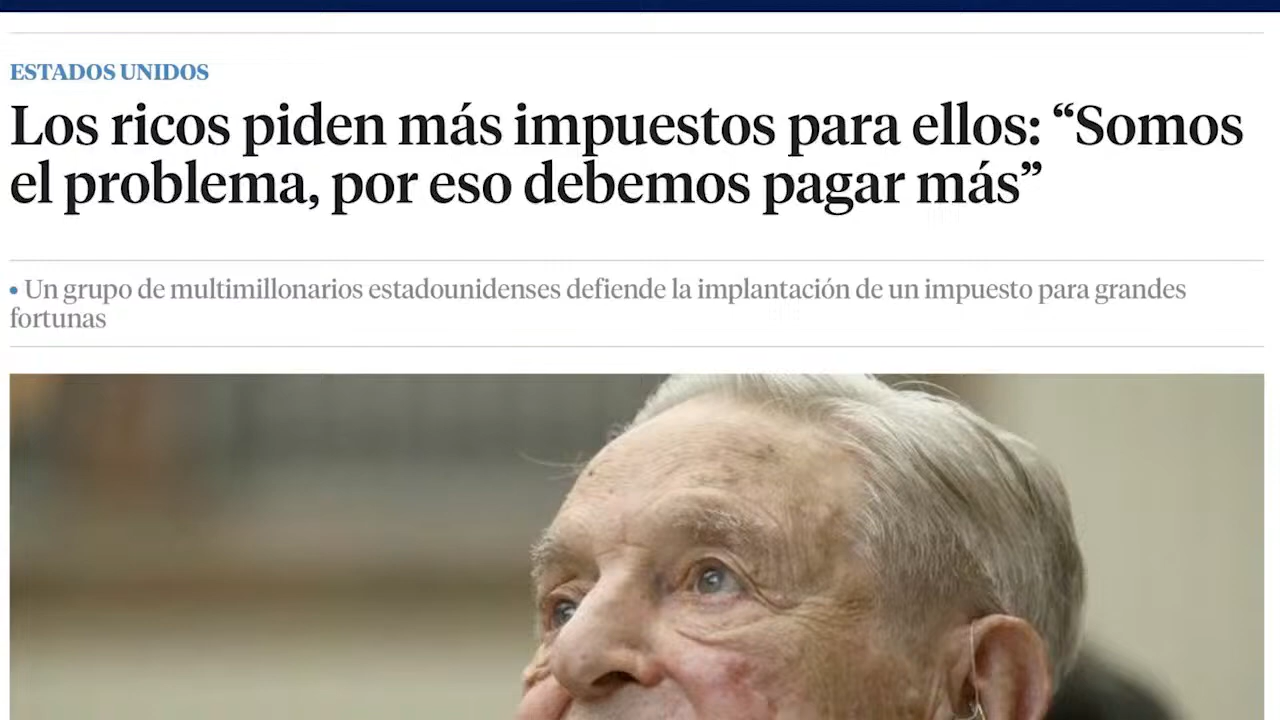 ESTADOS UNIDOS
Los ricos piden más impuestos para ellos: “Somos
el problema, por eso debemos pagar más”
• Un grupo de multimillonarios estadounidenses defiende la implantación de un impuesto para grandes
fortunas